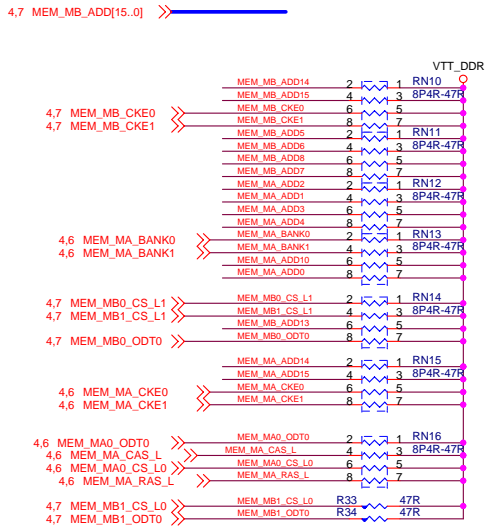 4,7 MEM_MB_ADD[15..0]
VTT_DDR
MEM_MB_ADD14 2 1 RN10
MEM_MB_ADD15 4 3 8P4R-47R
4,7 MEM_MB_CKE0 MEM_MB_CKE0 6 5
4,7 MEM_MB_CKE1 MEM_MB_CKE1 8 7
MEM_MB_ADD5 2 1 RN11
MEM_MB_ADD6 4 3 8P4R-47R
MEM_MB_ADD8 6 5
MEM_MB_ADD7 8 7
MEM_MA_ADD2 2 1 RN12
MEM_MA_ADD1 4 3 8P4R-47R
MEM_MA_ADD3 6 5
MEM_MA_ADD4 8 7
4,6 MEM_MA_BANK0 MEM_MA_BANK0 2 1 RN13
4,6 MEM_MA_BANK1 MEM_MA_BANK1 4 3 8P4R-47R
MEM_MA_ADD10 6 5
MEM_MA_ADD0 8 7
4,7 MEM_MB0_CS_L1 MEM_MB0_CS_L1 2 1 RN14
4,7 MEM_MB1_CS_L1 MEM_MB1_CS_L1 4 3 8P4R-47R
MEM_MB_ADD13 6 5
4,7 MEM_MB0_ODT0 MEM_MB0_ODT0 8 7
MEM_MA_ADD14 2 1 RN15
MEM_MA_ADD15 4 3 8P4R-47R
4,6 MEM_MA_CKE0 MEM_MA_CKE0 6 5
4,6 MEM_MA_CKE1 MEM_MA_CKE1 8 7
4,6 MEM_MA0_ODT0 MEM_MA0_ODT0 2 1 RN16
4,6 MEM_MA_CAS_L MEM_MA_CAS_L 4 3 8P4R-47R
4,6 MEM_MA0_CS_L0 MEM_MA0_CS_L0 6 5
4,6 MEM_MA_RAS_L MEM_MA_RAS_L 8 7
4,7 MEM_MB1_CS_L0 MEM_MB1_CS_L0 R33 47R
4,7 MEM_MB1_ODT0 MEM_MB1_ODT0 R34 47R